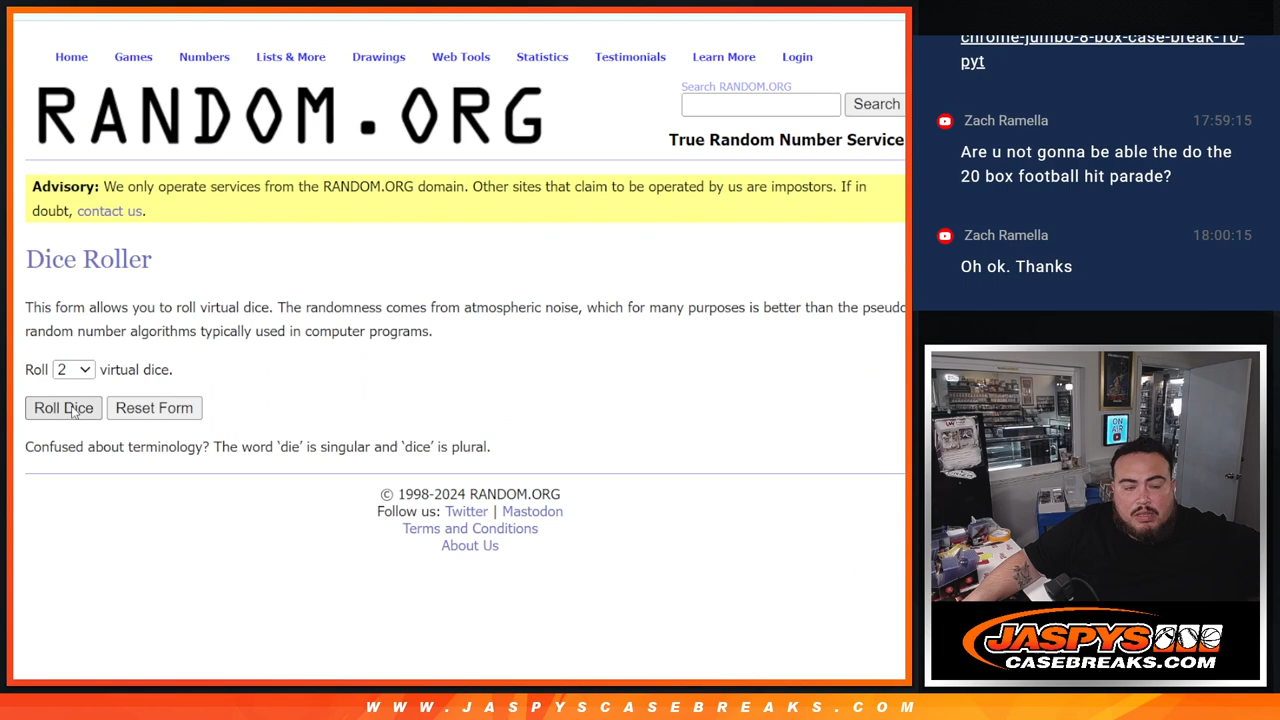 Home Games Numbers Lists & More Drawings Web Tools Statistics Testimonials Learn More Login
RANDOM.ORG
Search RANDOM.ORG
Search
True Random Number Service
Advisory: We only operate services from the RANDOM.ORG domain. Other sites that claim to be operated by us are impostors. If in
doubt, contact us.
Dice Roller
This form allows you to roll virtual dice. The randomness comes from atmospheric noise, which for many purposes is better than the pseudo
random number algorithms typically used in computer programs.
Roll 2 virtual dice.
Roll Dice Reset Form
Confused about terminology? The word ‘die’ is singular and ‘dice’ is plural.
© 1998-2024 RANDOM.ORG
Follow us: Twitter | Mastodon
Terms and Conditions
About Us
chrome-jumbo-8-box-case-break-10-
pyt
Zach Ramella 17:59:15
Are u not gonna be able the do the
20 box football hit parade?
Zach Ramella 18:00:15
Oh ok. Thanks
ON
AIR
JASPYS
CASEBREAKS.COM
WWW.JASPYSCASEBREAKS.COM